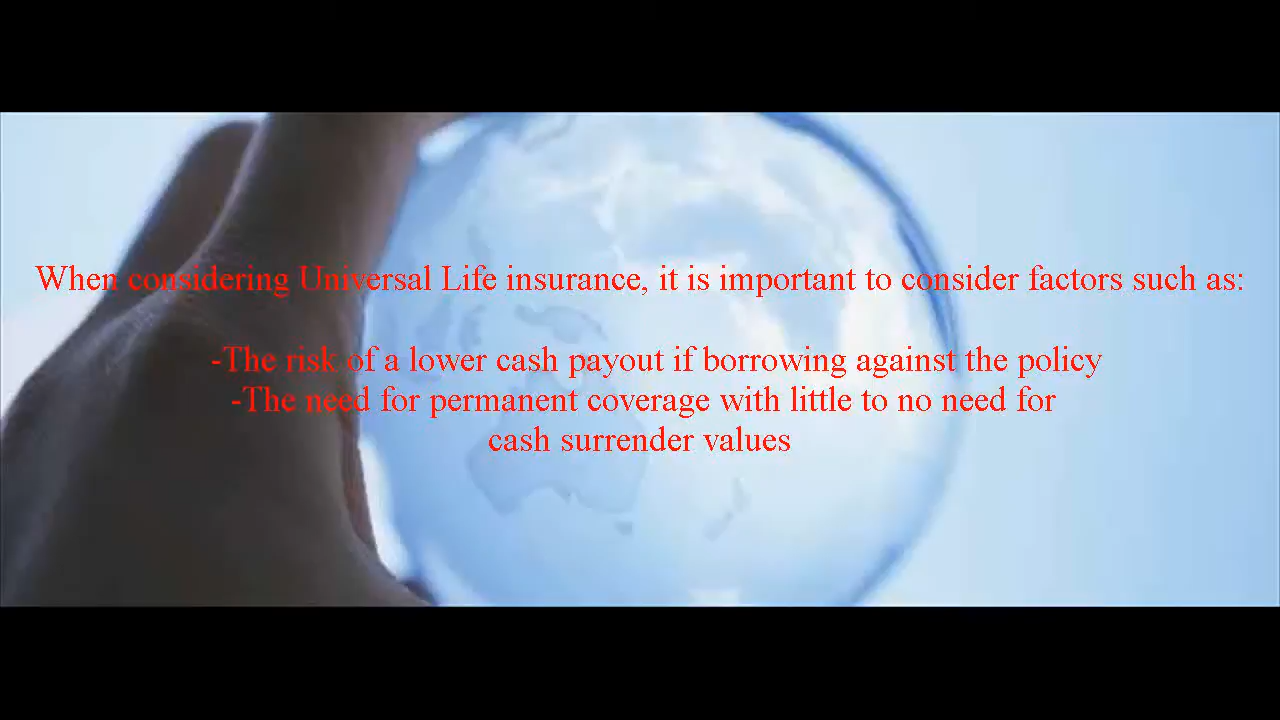 When considering Universal Life insurance, it is important to consider factors such as:
-The risk of a lower cash payout if borrowing against the policy
-The need for permanent coverage with little to no need for
cash surrender values